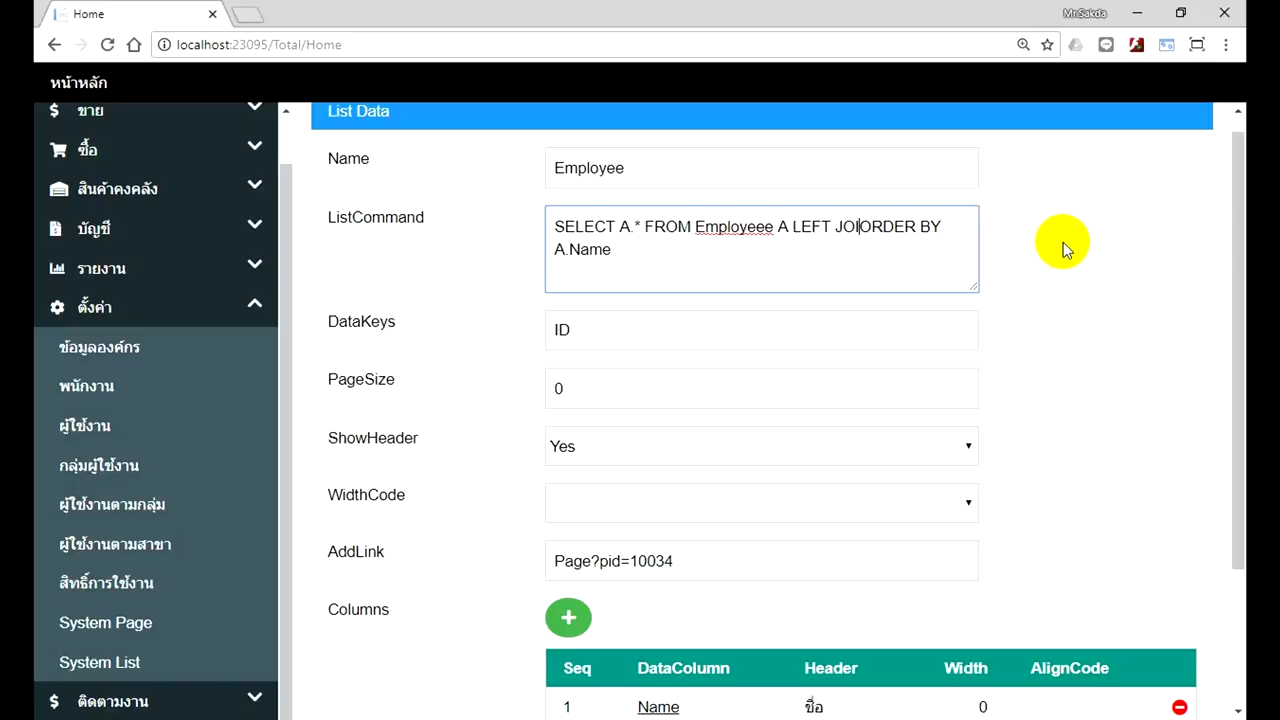 Home
MrSakda
localhost:23095/Total/Home
หน้าหลัก
$ ขาย
ซื้อ
สินค้าคงคลัง
บัญชี
รายงาน
ตั้งค่า
ข้อมูลองค์กร
พนักงาน
ผู้ใช้งาน
กลุ่มผู้ใช้งาน
ผู้ใช้งานตามกลุ่ม
ผู้ใช้งานตามสาขา
สิทธิ์การใช้งาน
System Page
System List
$ ติดตามงาน
List Data
Name
Employee
ListCommand
SELECT A.* FROM Employeee A LEFT JOIORDER BY
A.Name
DataKeys
ID
PageSize
0
ShowHeader
Yes
WidthCode
AddLink
Page?pid=10034
Columns
Seq DataColumn Header Width AlignCode
1 Name ชื่อ 0